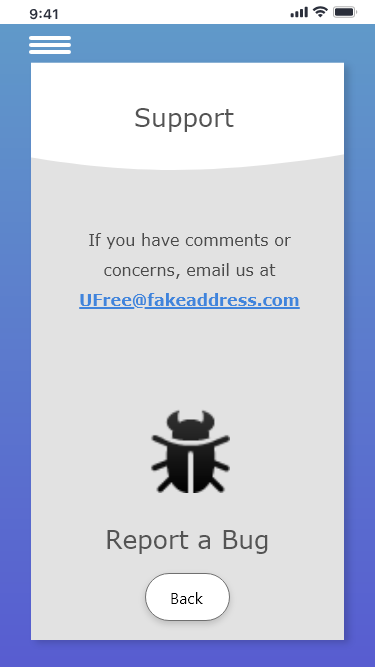 9:41
Support
If you have comments or
concerns, email us at
UFree@fakeaddress.com
Report a Bug
Back